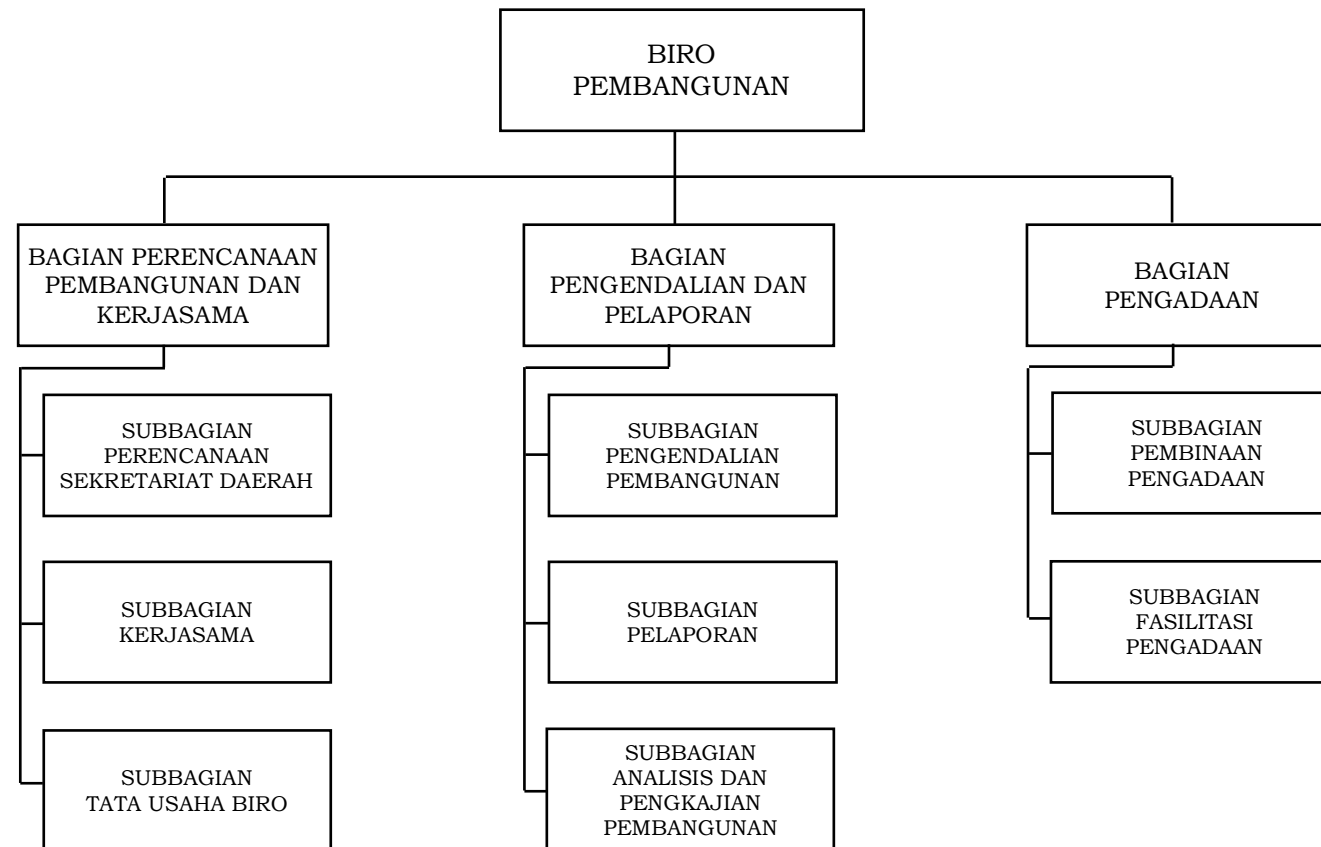 BIRO
PEMBANGUNAN
BAGIAN PERENCANAAN
PEMBANGUNAN DAN
KERJASAMA
BAGIAN
PENGENDALIAN DAN
PELAPORAN
BAGIAN
PENGADAAN
SUBBAGIAN
PERENCANAAN
SEKRETARIAT DAERAH
SUBBAGIAN
PENGENDALIAN
PEMBANGUNAN
SUBBAGIAN
PEMBINAAN
PENGADAAN
SUBBAGIAN
KERJASAMA
SUBBAGIAN
PELAPORAN
SUBBAGIAN
FASILITASI
PENGADAAN
SUBBAGIAN
TATA USAHA BIRO
SUBBAGIAN
ANALISIS DAN
PENGKAJIAN
PEMBANGUNAN